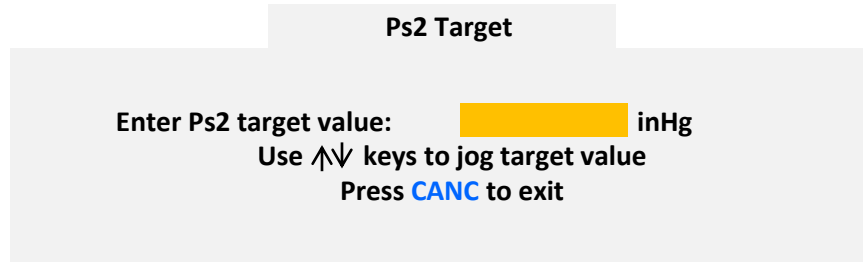 Ps2 Target
Enter Ps2 target value: inHg
Use ↑↓ keys to jog target value
Press CANC to exit